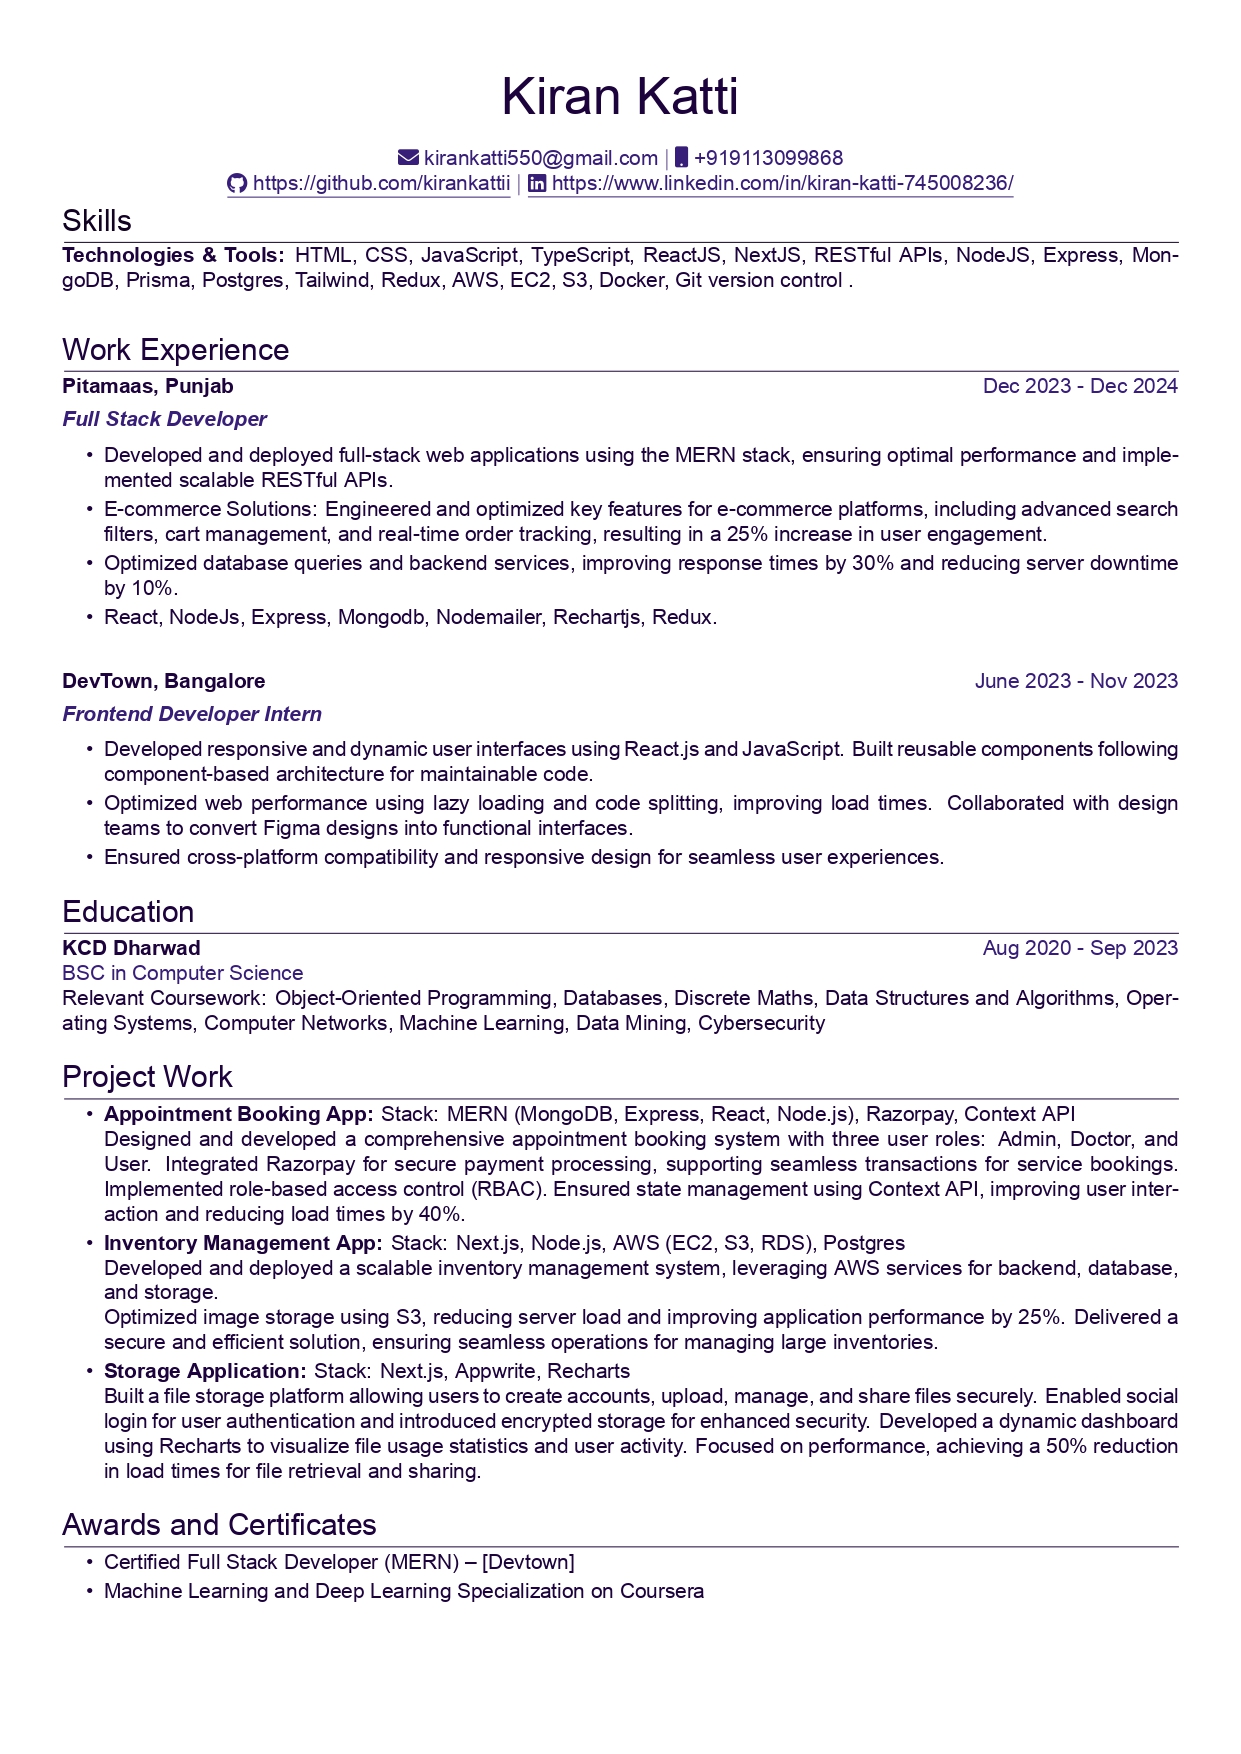 Kiran Katti
kirankatti550@gmail.com | +919113099868
https://github.com/kirankattii | https://www.linkedin.com/in/kiran-katti-745008236/
Skills
Technologies & Tools: HTML, CSS, JavaScript, TypeScript, ReactJS, NextJS, RESTful APIs, NodeJS, Express, Mon-
goDB, Prisma, Postgres, Tailwind, Redux, AWS, EC2, S3, Docker, Git version control .
Work Experience
Pitamaas, Punjab Dec 2023 - Dec 2024
Full Stack Developer
• Developed and deployed full-stack web applications using the MERN stack, ensuring optimal performance and imple-
mented scalable RESTful APIs.
• E-commerce Solutions: Engineered and optimized key features for e-commerce platforms, including advanced search
filters, cart management, and real-time order tracking, resulting in a 25% increase in user engagement.
• Optimized database queries and backend services, improving response times by 30% and reducing server downtime
by 10%.
• React, NodeJs, Express, Mongodb, Nodemailer, Rechartjs, Redux.
DevTown, Bangalore June 2023 - Nov 2023
Frontend Developer Intern
• Developed responsive and dynamic user interfaces using React.js and JavaScript. Built reusable components following
component-based architecture for maintainable code.
• Optimized web performance using lazy loading and code splitting, improving load times. Collaborated with design
teams to convert Figma designs into functional interfaces.
• Ensured cross-platform compatibility and responsive design for seamless user experiences.
Education
KCD Dharwad Aug 2020 - Sep 2023
BSC in Computer Science
Relevant Coursework: Object-Oriented Programming, Databases, Discrete Maths, Data Structures and Algorithms, Oper-
ating Systems, Computer Networks, Machine Learning, Data Mining, Cybersecurity
Project Work
• Appointment Booking App: Stack: MERN (MongoDB, Express, React, Node.js), Razorpay, Context API
Designed and developed a comprehensive appointment booking system with three user roles: Admin, Doctor, and
User. Integrated Razorpay for secure payment processing, supporting seamless transactions for service bookings.
Implemented role-based access control (RBAC). Ensured state management using Context API, improving user inter-
action and reducing load times by 40%.
• Inventory Management App: Stack: Next.js, Node.js, AWS (EC2, S3, RDS), Postgres
Developed and deployed a scalable inventory management system, leveraging AWS services for backend, database,
and storage.
Optimized image storage using S3, reducing server load and improving application performance by 25%. Delivered a
secure and efficient solution, ensuring seamless operations for managing large inventories.
• Storage Application: Stack: Next.js, Appwrite, Recharts
Built a file storage platform allowing users to create accounts, upload, manage, and share files securely. Enabled social
login for user authentication and introduced encrypted storage for enhanced security. Developed a dynamic dashboard
using Recharts to visualize file usage statistics and user activity. Focused on performance, achieving a 50% reduction
in load times for file retrieval and sharing.
Awards and Certificates
• Certified Full Stack Developer (MERN) – [Devtown]
• Machine Learning and Deep Learning Specialization on Coursera